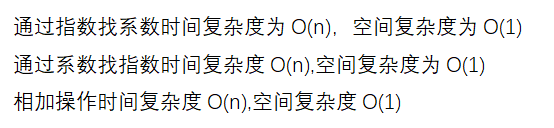 通过指数找系数时间复杂度为 O(n)，空间复杂度为 O(1)
通过系数找指数时间复杂度 O(n),空间复杂度为 O(1)
相加操作时间复杂度 O(n),空间复杂度 O(1)